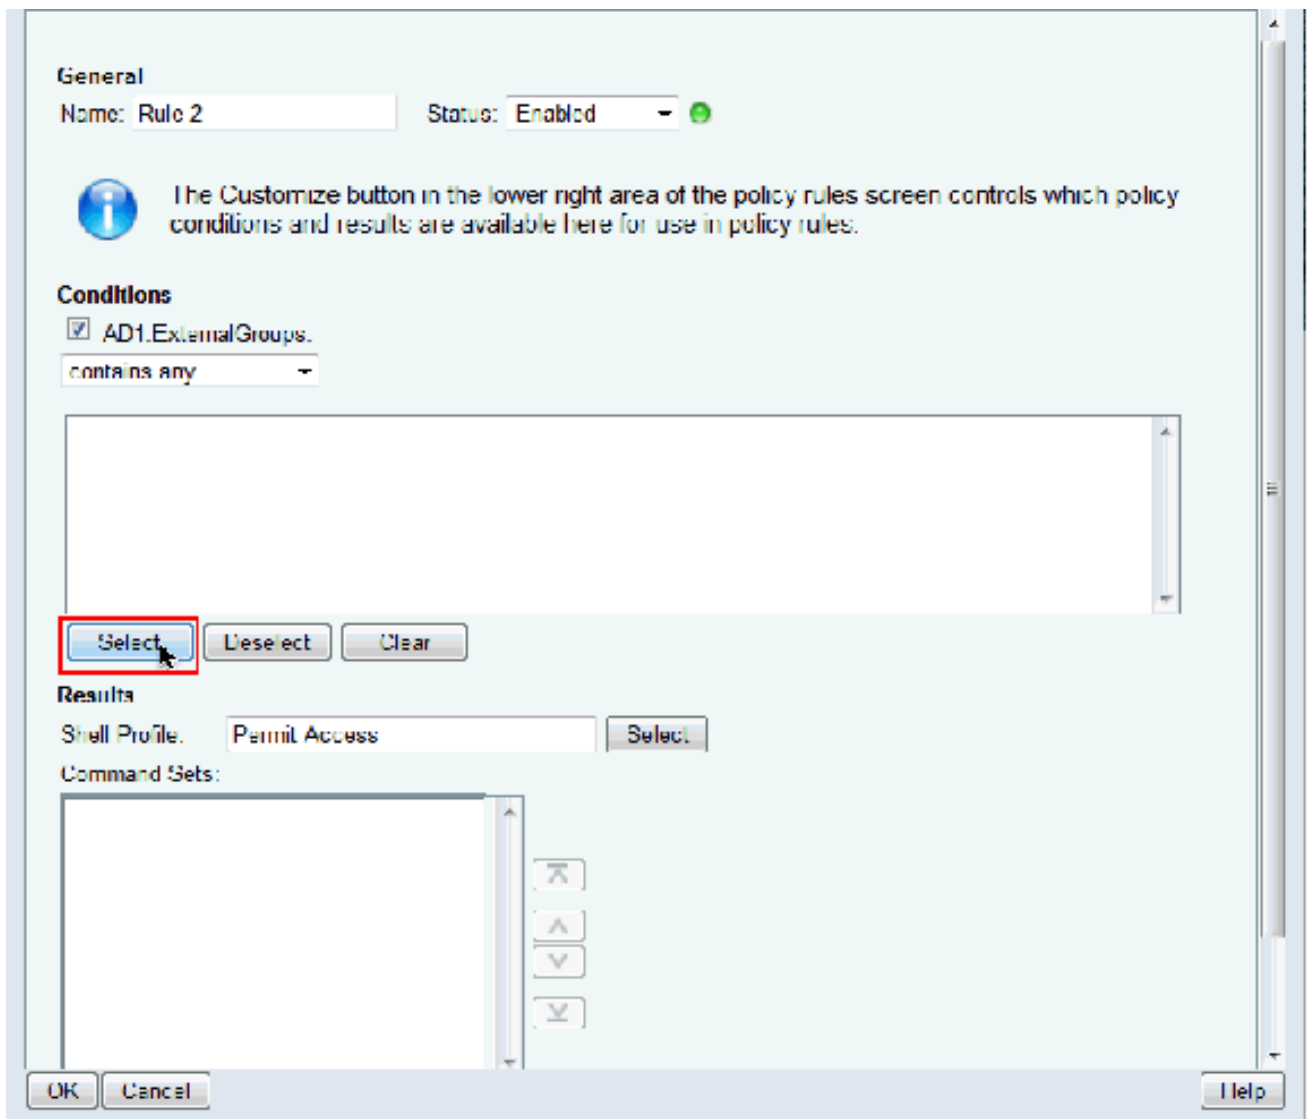 General
Name: Rule 2 Status: Enabled
The Customize button in the lower right area of the policy rules screen controls which policy
conditions and results are available here for use in policy rules.
Conditions
AD1.ExternalGroups.
contains any
Select Deselect Clear
Results
Shell Profile: Permit Access Select
Command Sets:
OK Cancel Help